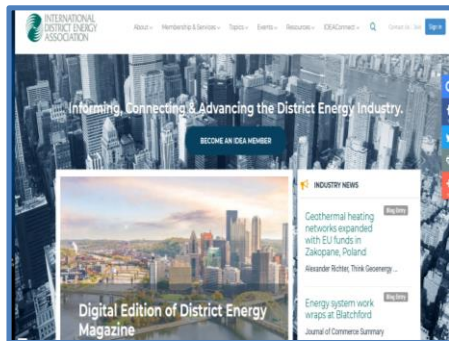 INTERNATIONAL
DISTRICT ENERGY
ASSOCIATION
About Membership & Services Topics Events Resources IDEAConnect Sign In
Informing, Connecting & Advancing the District Energy Industry.
BECOME AN IDEA MEMBER
Digital Edition of District Energy
Magazine
INDUSTRY NEWS
Blog Entry
Geothermal heating
networks expanded
with EU funds in
Zakopane, Poland
Alexander Richter, Think Geoenergy ...
Blog Entry
Energy system work
wraps at Blatchford
Journal of Commerce Summary